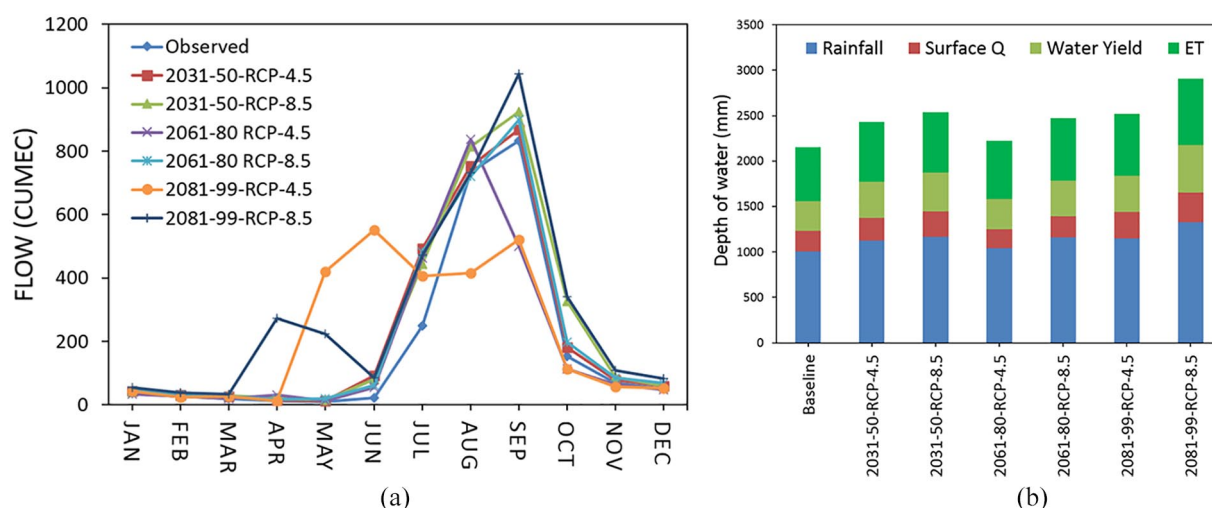 1200
1000
800
600
400
200
0
FLOW (CUMEC)
Observed
2031-50-RCP-4.5
2031-50-RCP-8.5
2061-80 RCP-4.5
2061-80 RCP-8.5
2081-99-RCP-4.5
2081-99-RCP-8.5
JAN
FEB
MAR
APR
MAY
JUN
JUL
AUG
SEP
OCT
NOV
DEC
(a)
3500
3000
2500
2000
1500
1000
500
0
Depth of water (mm)
Rainfall Surface Q Water Yield ET
Baseline
2031-50-RCP-4.5
2031-50-RCP-8.5
2061-80-RCP-4.5
2061-80-RCP-8.5
2081-99-RCP-4.5
2081-99-RCP-8.5
(b)